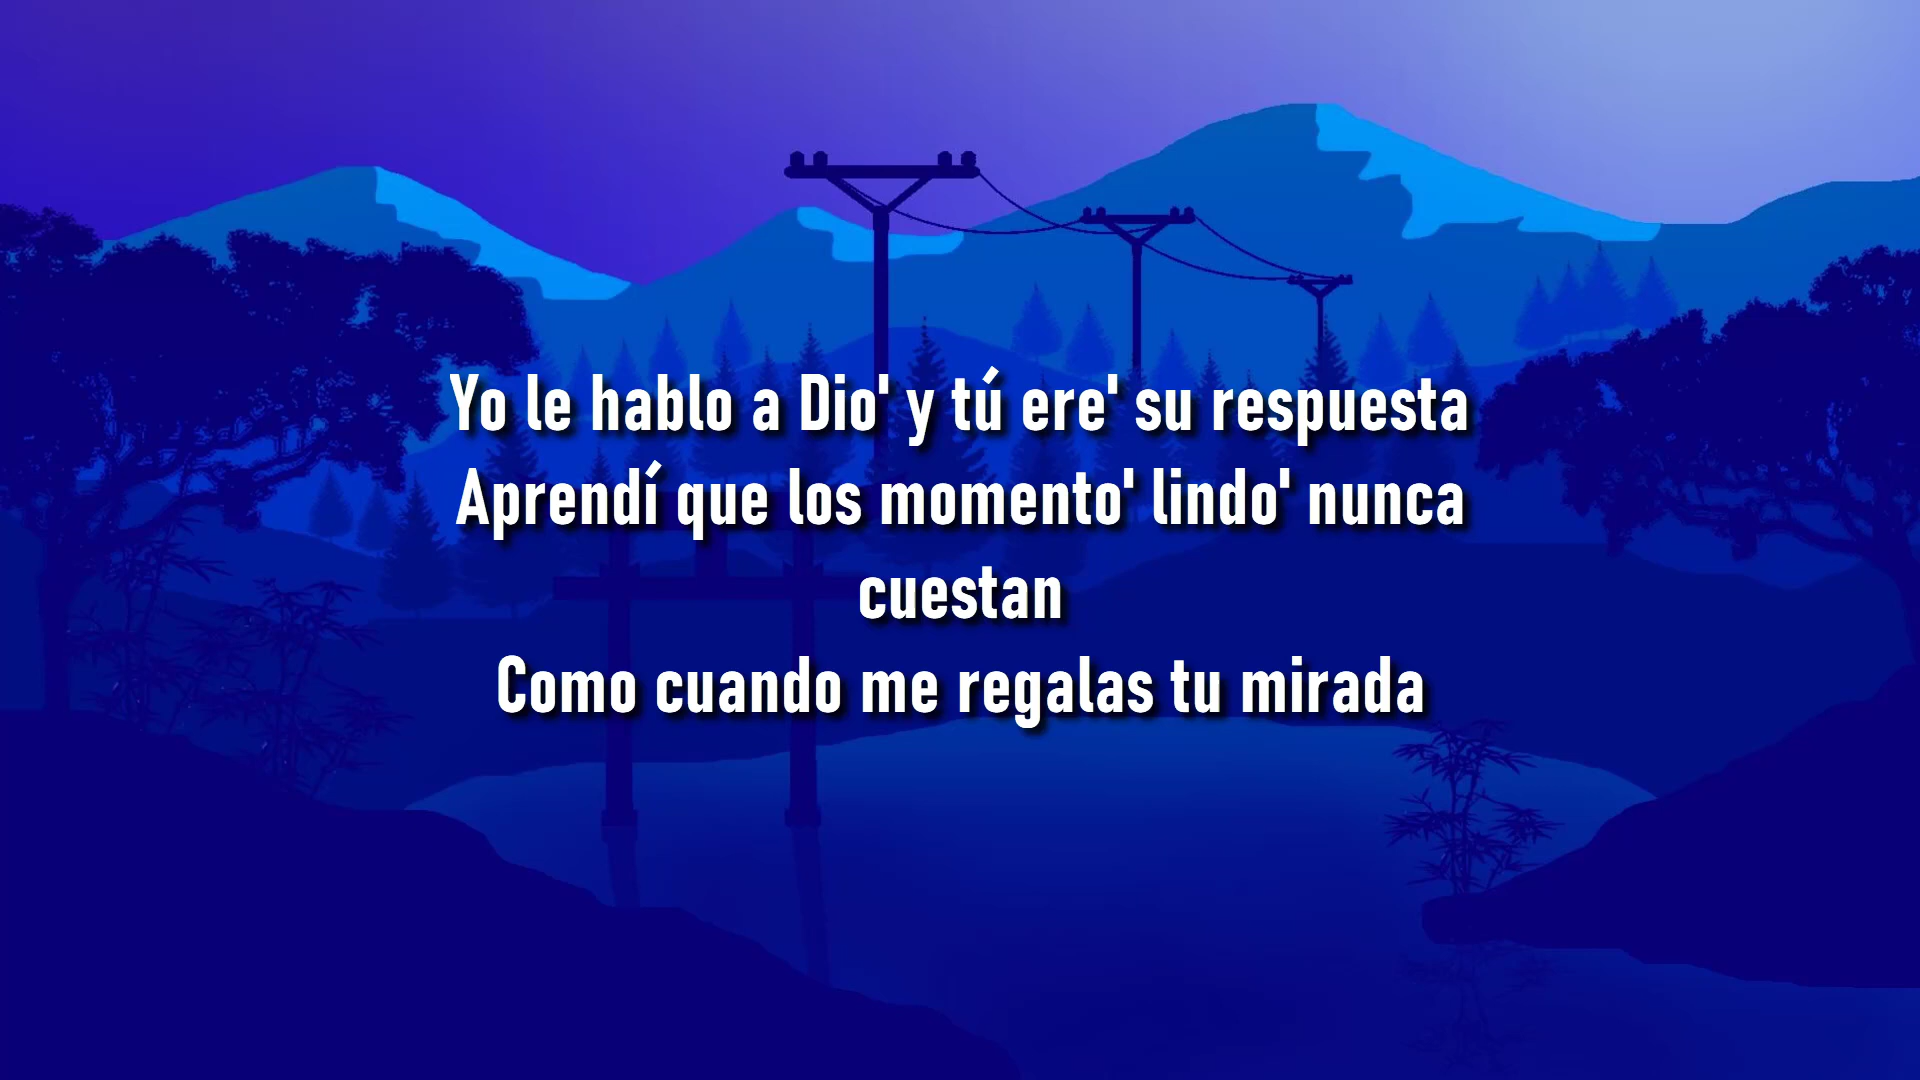 Yo le hablo a Dio' y tú ere' su respuesta
Aprendí que los momento' lindo' nunca
cuestan
Como cuando me regalas tu mirada